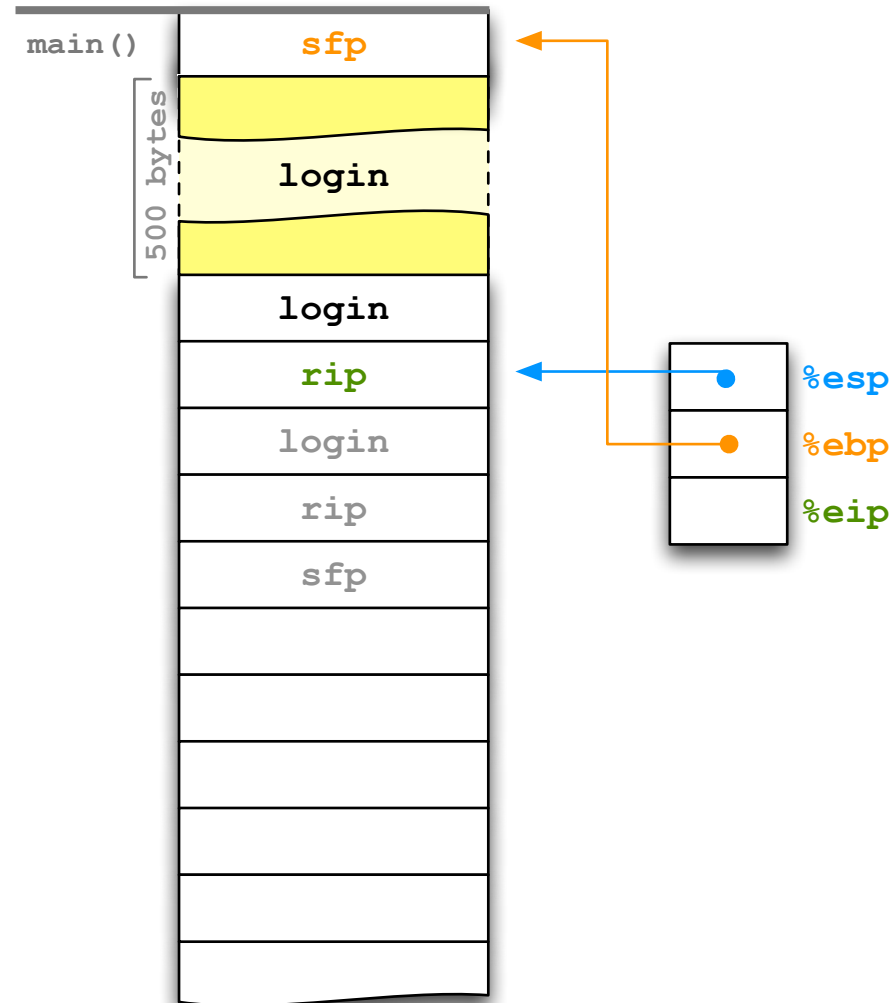 main()
sfp
500 bytes
login
login
rip
%esp
login
%ebp
rip
%eip
sfp